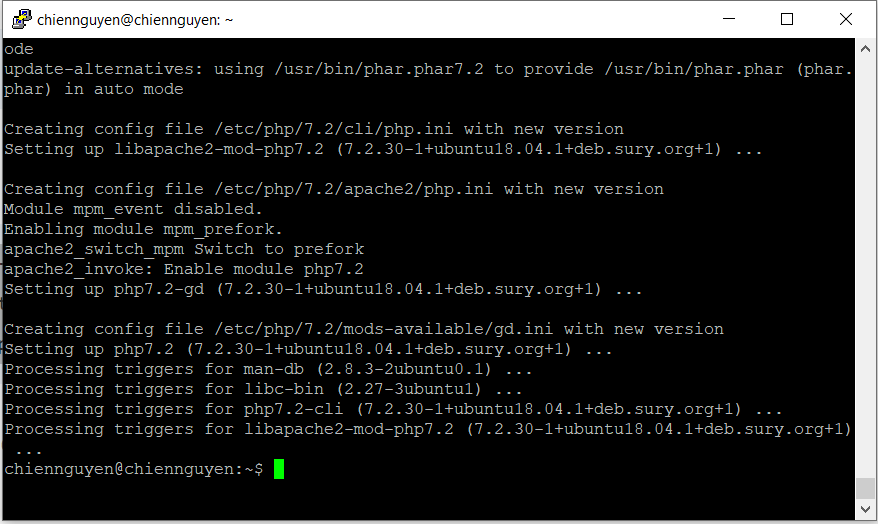 chiennguyen@chiennguyen: ~
ode
update-alternatives: using /usr/bin/phar.phar7.2 to provide /usr/bin/phar.phar (phar.
phar) in auto mode
Creating config file /etc/php/7.2/cli/php.ini with new version
Setting up libapache2-mod-php7.2 (7.2.30-1+ubuntu18.04.1+deb.sury.org+1) ...
Creating config file /etc/php/7.2/apache2/php.ini with new version
Module mpm_event disabled.
Enabling module mpm_prefork.
apache2_switch_mpm Switch to prefork
apache2_invoke: Enable module php7.2
Setting up php7.2-gd (7.2.30-1+ubuntu18.04.1+deb.sury.org+1) ...
Creating config file /etc/php/7.2/mods-available/gd.ini with new version
Setting up php7.2 (7.2.30-1+ubuntu18.04.1+deb.sury.org+1) ...
Processing triggers for man-db (2.8.3-2ubuntu0.1) ...
Processing triggers for libc-bin (2.27-3ubuntu1) ...
Processing triggers for php7.2-cli (7.2.30-1+ubuntu18.04.1+deb.sury.org+1) ...
Processing triggers for libapache2-mod-php7.2 (7.2.30-1+ubuntu18.04.1+deb.sury.org+1)
 ...
chiennguyen@chiennguyen:~$